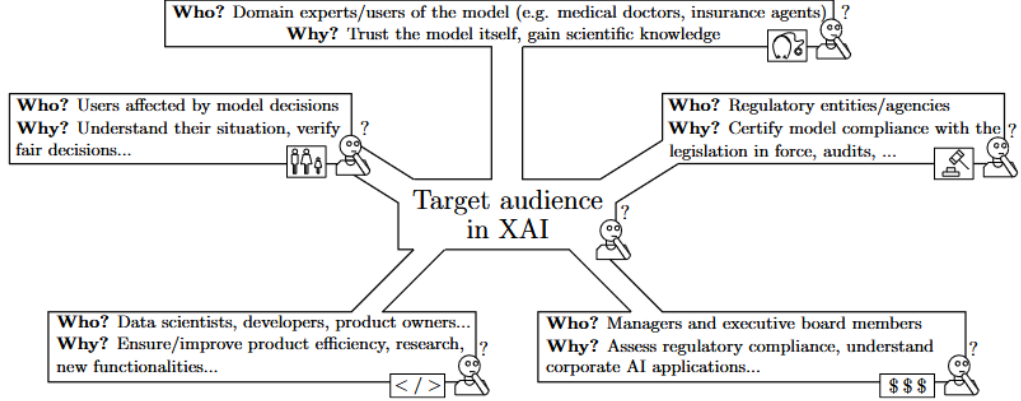 Who? Domain experts/users of the model (e.g. medical doctors, insurance agents)
?
Why? Trust the model itself, gain scientific knowledge
Who? Users affected by model decisions
Why? Understand their situation, verify
fair decisions...
?
Who? Regulatory entities/agencies
Why? Certify model compliance with the
legislation in force, audits, ...
?
Target audience
in XAI
?
Who? Data scientists, developers, product owners...
Why? Ensure/improve product efficiency, research,
new functionalities...
?
</>
Who? Managers and executive board members
Why? Assess regulatory compliance, understand
corporate AI applications...
?
$ $ $